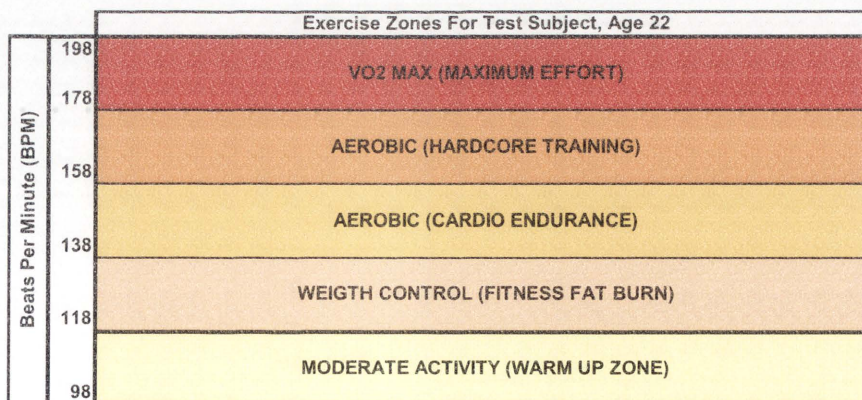 Exercise Zones For Test Subject, Age 22
Beats Per Minute (BPM)
198
VO2 MAX (MAXIMUM EFFORT)
178
AEROBIC (HARDCORE TRAINING)
158
AEROBIC (CARDIO ENDURANCE)
138
WEIGTH CONTROL (FITNESS FAT BURN)
118
MODERATE ACTIVITY (WARM UP ZONE)
98